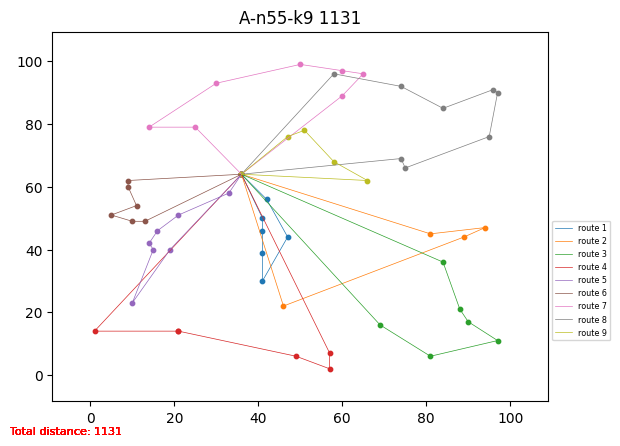 A-n55-k9 1131
100
80
60
40
20
0
0 20 40 60 80 100
route 1
route 2
route 3
route 4
route 5
route 6
route 7
route 8
route 9
Total distance: 1131